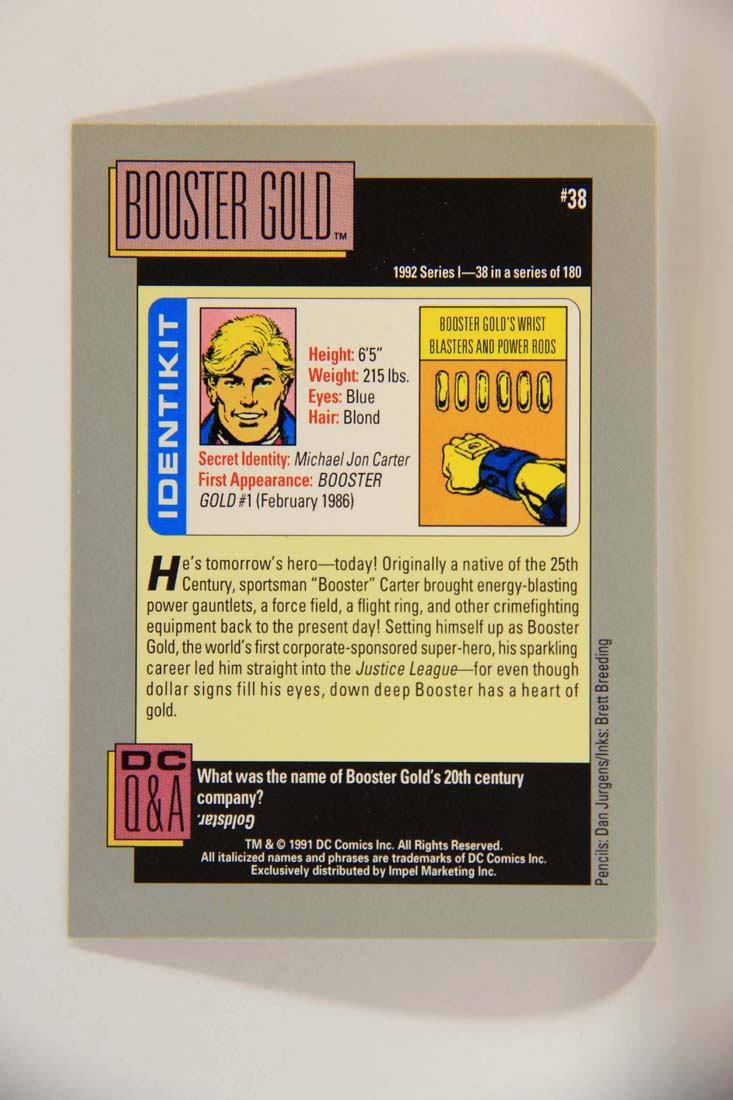 BOOSTER GOLD™
#38
1992 Series I—38 in a series of 180
IDENTIKIT
Height: 6'5"
Weight: 215 lbs.
Eyes: Blue
Hair: Blond
Secret Identity: Michael Jon Carter
First Appearance: BOOSTER
GOLD #1 (February 1986)
BOOSTER GOLD'S WRIST
BLASTERS AND POWER RODS
He's tomorrow's hero—today! Originally a native of the 25th
Century, sportsman "Booster" Carter brought energy-blasting
power gauntlets, a force field, a flight ring, and other crimefighting
equipment back to the present day! Setting himself up as Booster
Gold, the world's first corporate-sponsored super-hero, his sparkling
career led him straight into the Justice League—for even though
dollar signs fill his eyes, down deep Booster has a heart of
gold.
DC
Q&A
What was the name of Booster Gold's 20th century
company?
Goldstar.
TM & © 1991 DC Comics Inc. All Rights Reserved.
All italicized names and phrases are trademarks of DC Comics Inc.
Exclusively distributed by Impel Marketing Inc.
Pencils: Dan Jurgens/Inks: Brett Breeding